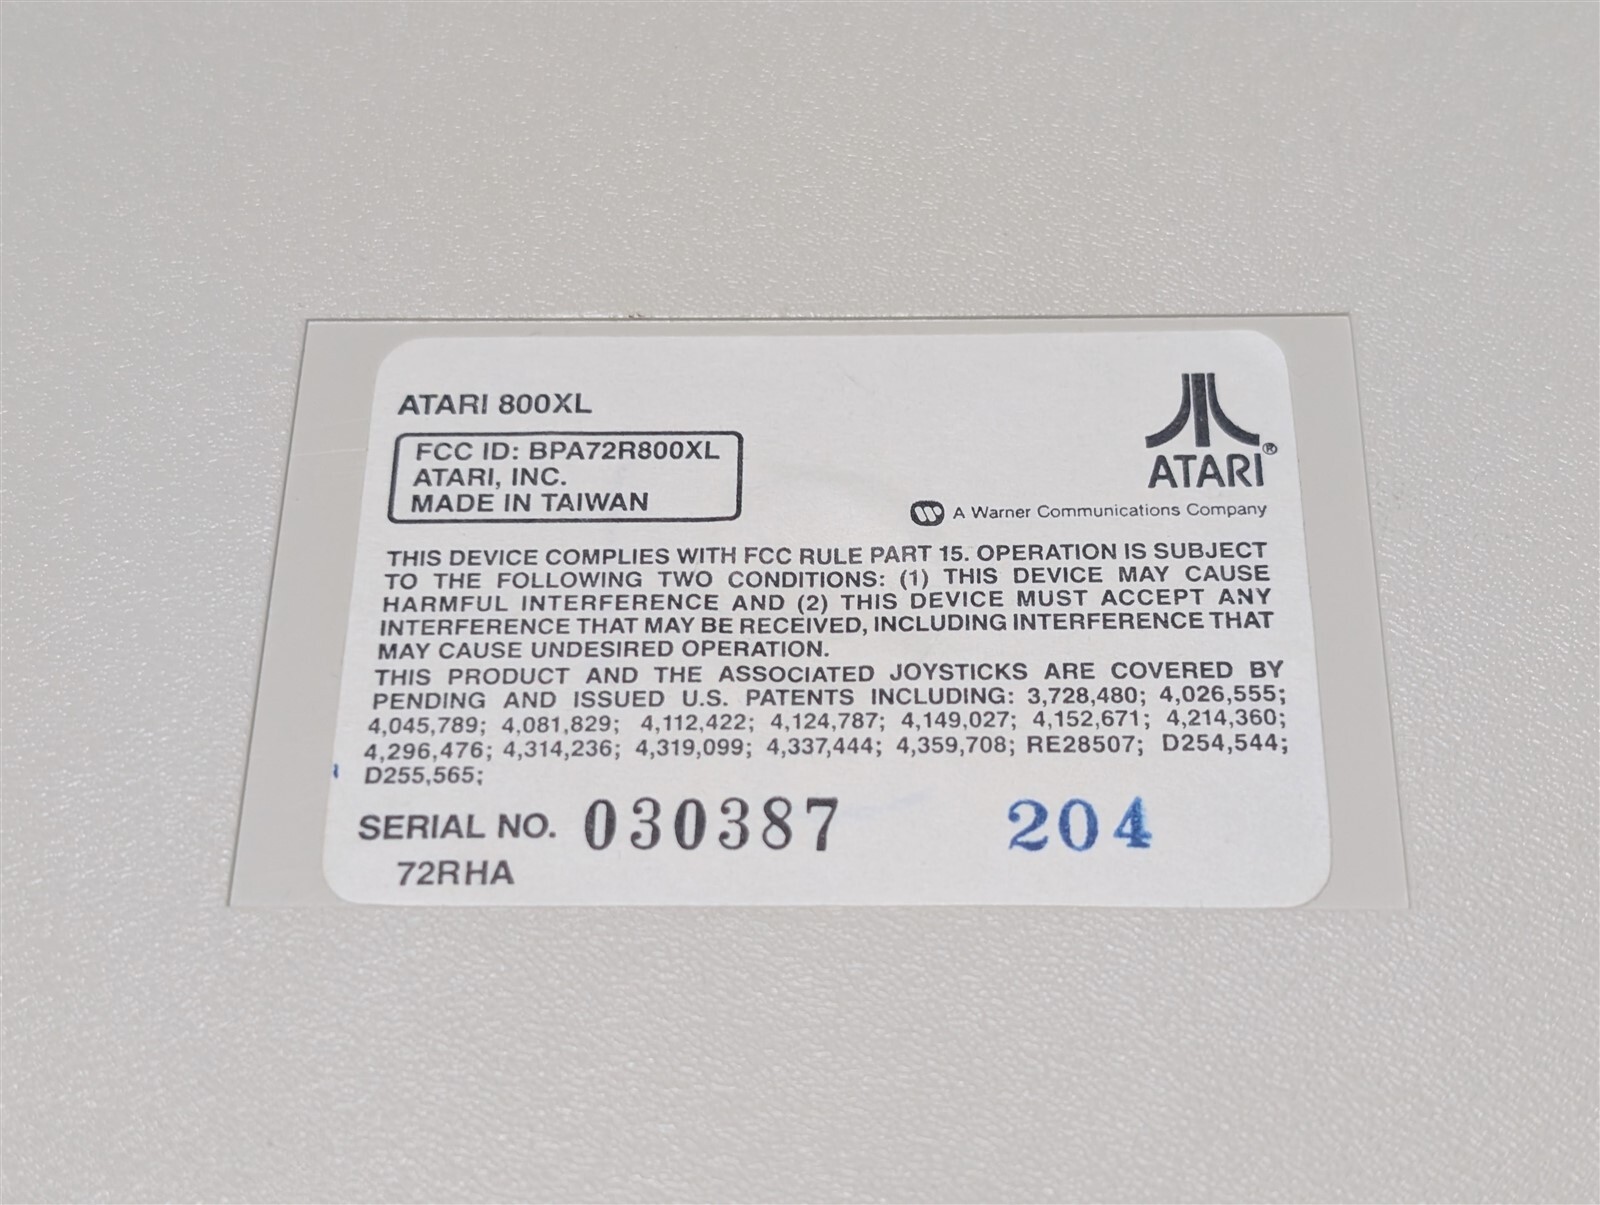 ATARI 800XL
FCC ID: BPA72R800XL
ATARI, INC.
MADE IN TAIWAN
ATARI®
A Warner Communications Company
THIS DEVICE COMPLIES WITH FCC RULE PART 15. OPERATION IS SUBJECT
TO THE FOLLOWING TWO CONDITIONS: (1) THIS DEVICE MAY CAUSE
HARMFUL INTERFERENCE AND (2) THIS DEVICE MUST ACCEPT ANY
INTERFERENCE THAT MAY BE RECEIVED, INCLUDING INTERFERENCE THAT
MAY CAUSE UNDESIRED OPERATION.
THIS PRODUCT AND THE ASSOCIATED JOYSTICKS ARE COVERED BY
PENDING AND ISSUED U.S. PATENTS INCLUDING: 3,728,480; 4,026,555;
4,045,789; 4,081,829; 4,112,422; 4,124,787; 4,149,027; 4,152,671; 4,214,360;
4,296,476; 4,314,236; 4,319,099; 4,337,444; 4,359,708; RE28507; D254,544;
D255,565;
SERIAL NO. 030387 204
72RHA